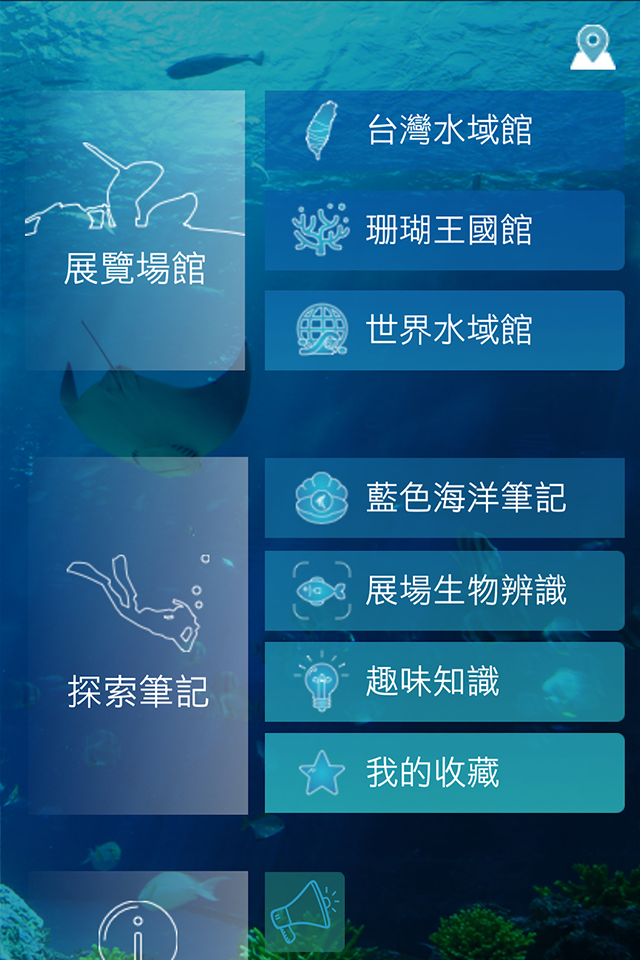 展覽場館
台灣水域館
珊瑚王國館
世界水域館
探索筆記
藍色海洋筆記
展場生物辨識
趣味知識
我的收藏